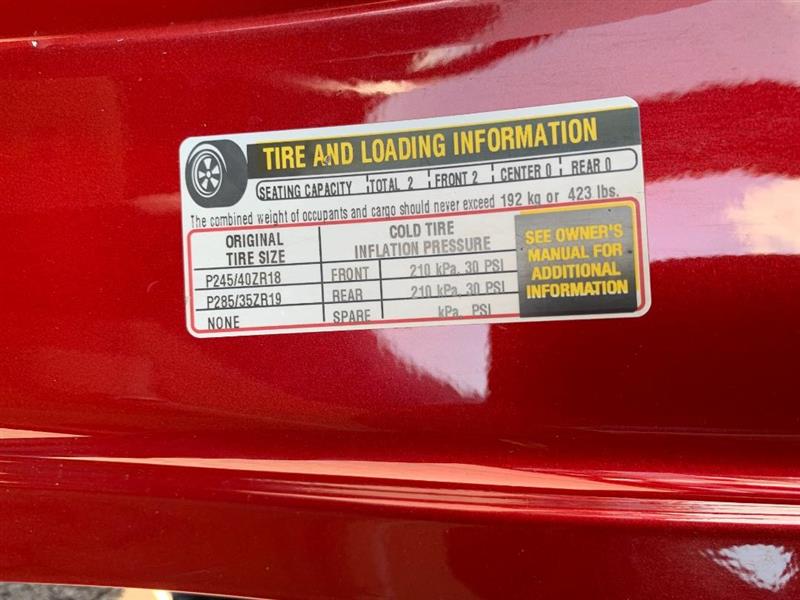 TIRE AND LOADING INFORMATION
SEATING CAPACITY TOTAL 2 FRONT 2 CENTER 0 REAR 0
The combined weight of occupants and cargo should never exceed 192 kg or 423 lbs.
ORIGINAL TIRE SIZE
COLD TIRE INFLATION PRESSURE
P245/40ZR18 FRONT 210 kPa, 30 PSI
P285/35ZR19 REAR 210 kPa, 30 PSI
NONE SPARE kPa, PSI
SEE OWNER'S
MANUAL FOR
ADDITIONAL
INFORMATION